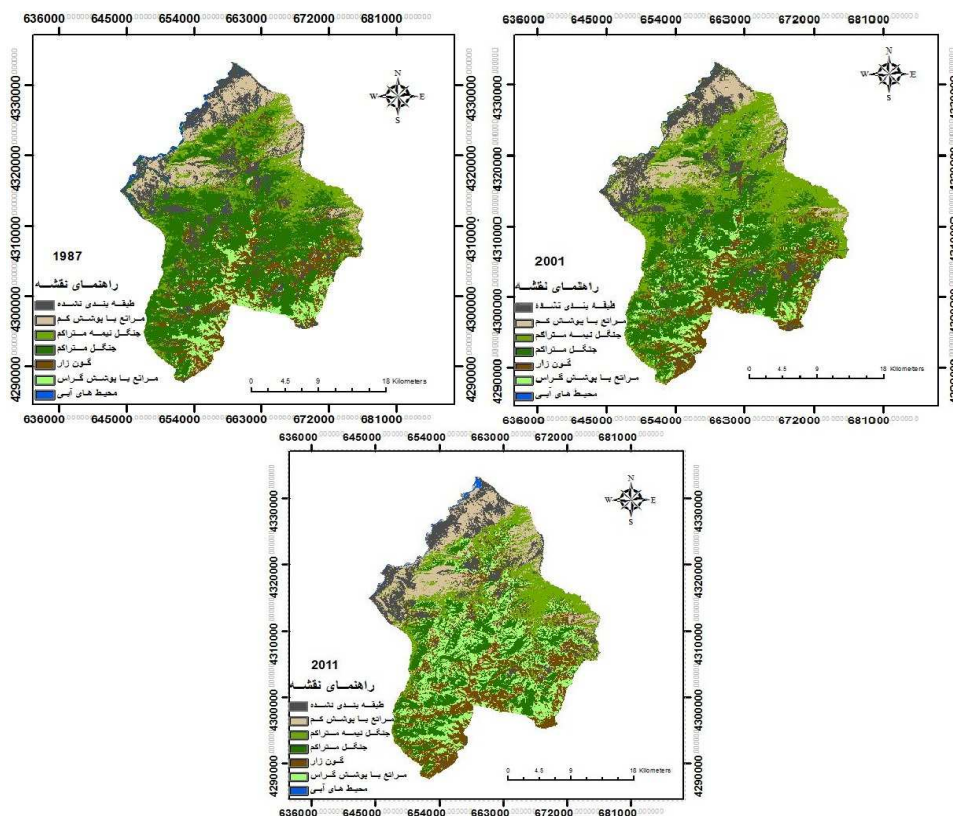 636000 645000 654000 663000 672000 681000
4330000
4320000
4310000
4300000
4290000
N
W E
S
1987
راهنمای نقشه
طبقه بندی نشده
مراتع با پوشش کم
جنگل نیمه متراکم
جنگل متراکم
گون زار
مراتع با پوشش گراس
محیط های آبی
0 4.5 9 18 Kilometers
636000 645000 654000 663000 672000 681000
636000 645000 654000 663000 672000 681000
4330000
4320000
4310000
4300000
4290000
N
W E
S
2001
راهنمای نقشه
طبقه بندی نشده
مراتع با پوشش کم
جنگل نیمه متراکم
جنگل متراکم
گون زار
مراتع با پوشش گراس
محیط های آبی
0 4.5 9 18 Kilometers
636000 645000 654000 663000 672000 681000
636000 645000 654000 663000 672000 681000
4330000
4320000
4310000
4300000
4290000
N
W E
S
2011
راهنمای نقشه
طبقه بندی نشده
مراتع با پوشش کم
جنگل نیمه متراکم
جنگل متراکم
گون زار
مراتع با پوشش گراس
محیط های آبی
0 4.5 9 18 Kilometers
636000 645000 654000 663000 672000 681000